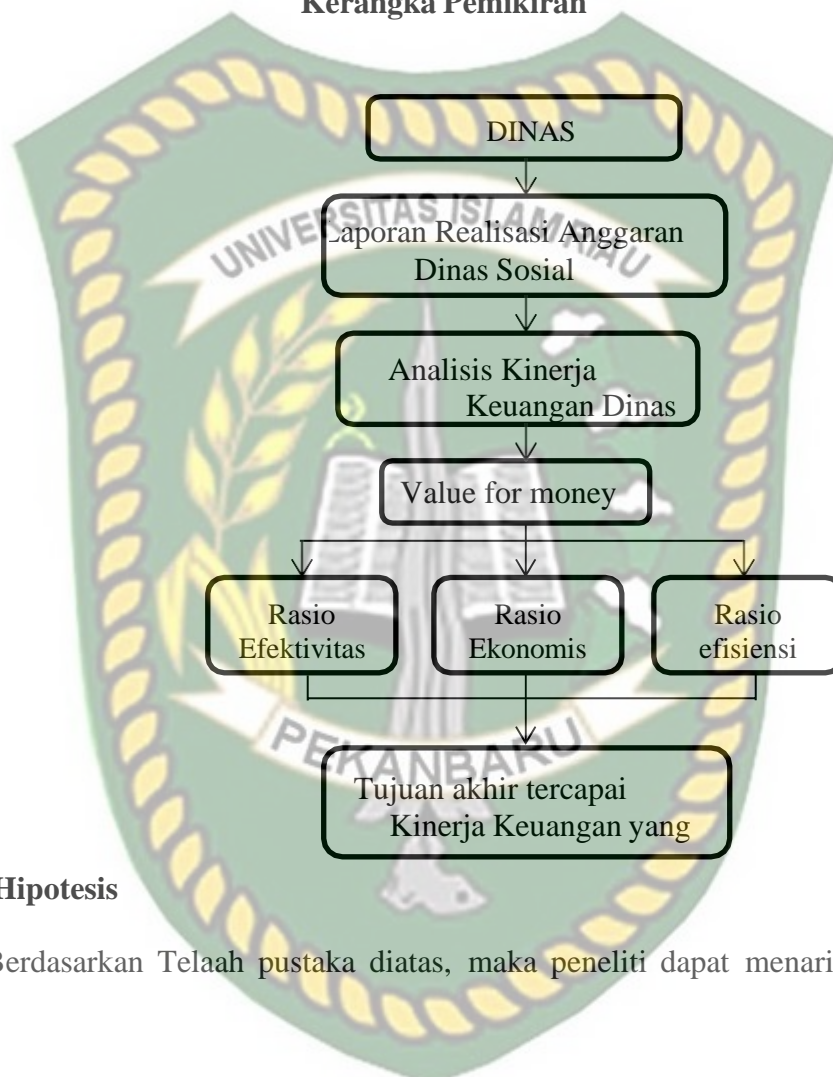 Kerangka Pemikiran
DINAS
UNIVERSITAS ISLAM RIAU
Laporan Realisasi Anggaran
Dinas Sosial
Analisis Kinerja
Keuangan Dinas
Value for money
Rasio
Efektivitas
Rasio
Ekonomis
Rasio
efisiensi
PEKANBARU
Tujuan akhir tercapai
Kinerja Keuangan yang
Hipotesis
Berdasarkan Telaah pustaka diatas, maka peneliti dapat menari